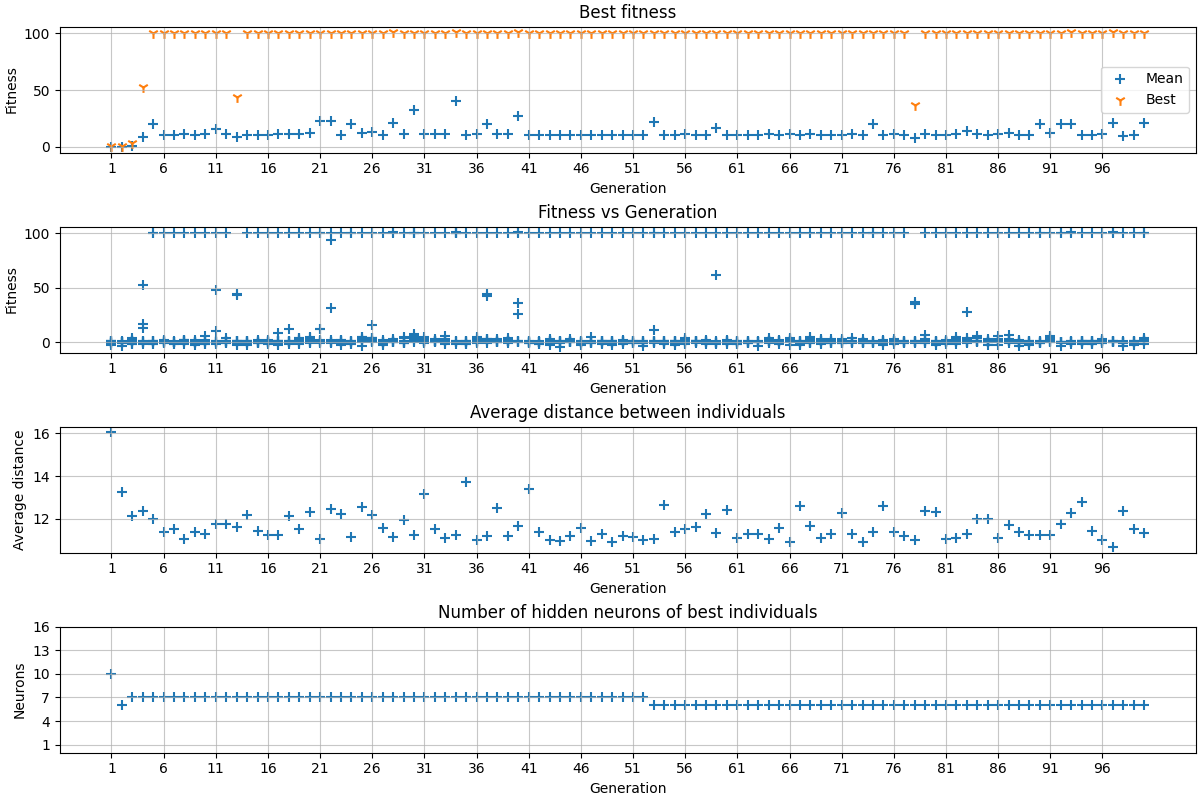 Best fitness
100
50
0
Fitness
Mean
Best
1 6 11 16 21 26 31 36 41 46 51 56 61 66 71 76 81 86 91 96
Generation
Fitness vs Generation
100
50
0
Fitness
1 6 11 16 21 26 31 36 41 46 51 56 61 66 71 76 81 86 91 96
Generation
Average distance between individuals
16
14
12
Average distance
1 6 11 16 21 26 31 36 41 46 51 56 61 66 71 76 81 86 91 96
Generation
Number of hidden neurons of best individuals
16
13
10
7
4
1
Neurons
1 6 11 16 21 26 31 36 41 46 51 56 61 66 71 76 81 86 91 96
Generation